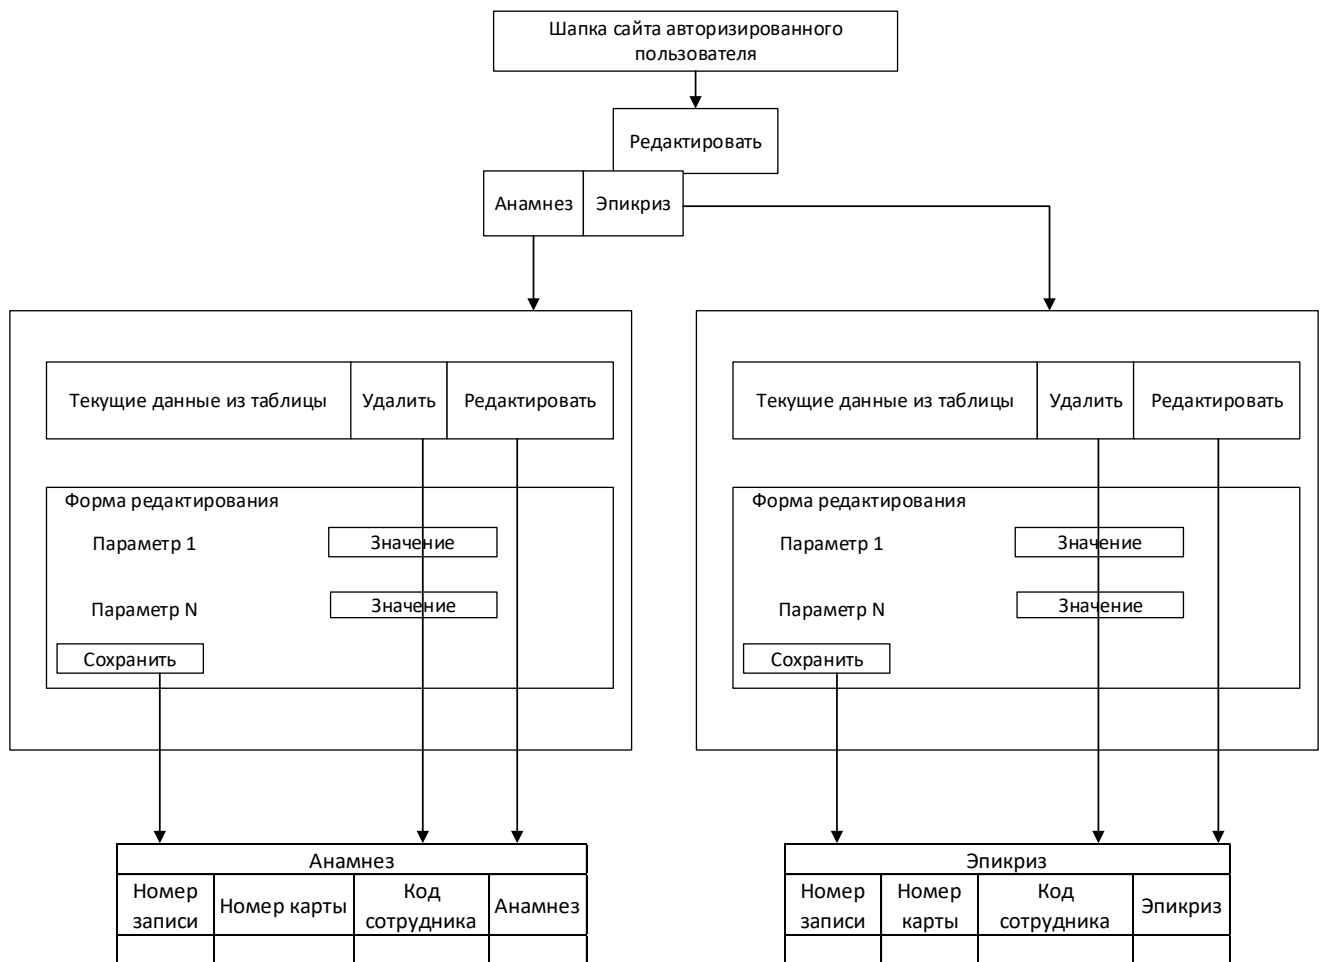 Шапка сайта авторизированного
пользователя
Редактировать
Анамнез
Эпикриз
Текущие данные из таблицы
Удалить
Редактировать
Форма редактирования
Параметр 1
Значение
Параметр N
Значение
Сохранить
Текущие данные из таблицы
Удалить
Редактировать
Форма редактирования
Параметр 1
Значение
Параметр N
Значение
Сохранить
Анамнез
Номер
записи
Номер карты
Код
сотрудника
Анамнез
Эпикриз
Номер
записи
Номер
карты
Код
сотрудника
Эпикриз